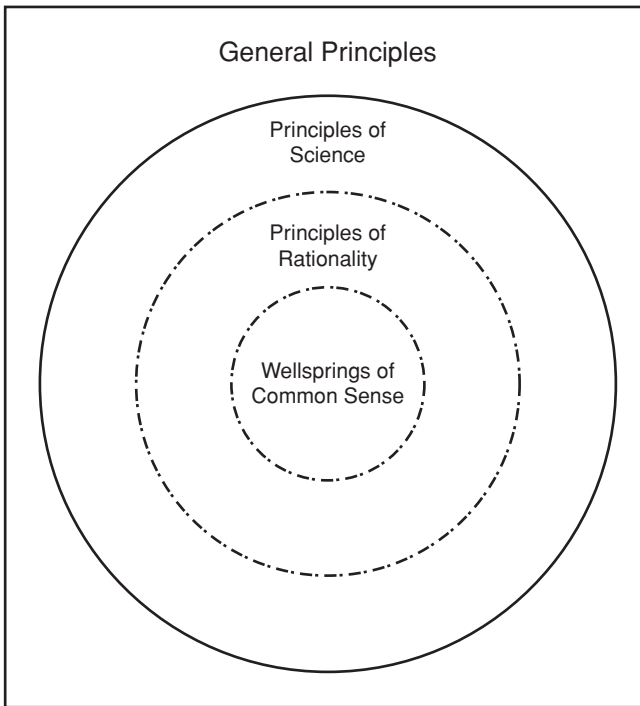 General Principles
Principles of
Science
Principles of
Rationality
Wellsprings of
Common Sense